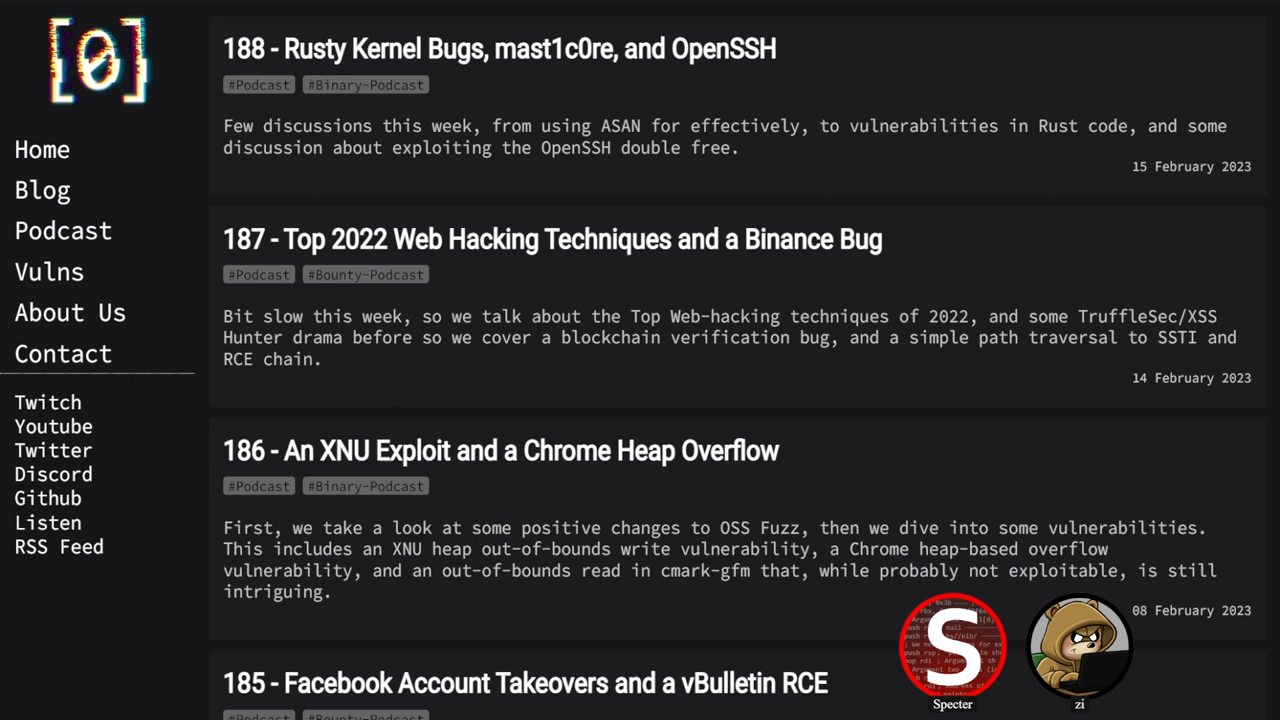 [0]
Home
Blog
Podcast
Vulns
About Us
Contact
Twitch
Youtube
Twitter
Discord
Github
Listen
RSS Feed
188 - Rusty Kernel Bugs, mast1c0re, and OpenSSH
#Podcast #Binary-Podcast
Few discussions this week, from using ASAN for effectively, to vulnerabilities in Rust code, and some
discussion about exploiting the OpenSSH double free.
15 February 2023
187 - Top 2022 Web Hacking Techniques and a Binance Bug
#Podcast #Bounty-Podcast
Bit slow this week, so we talk about the Top Web-hacking techniques of 2022, and some TruffleSec/XSS
Hunter drama before so we cover a blockchain verification bug, and a simple path traversal to SSTI and
RCE chain.
14 February 2023
186 - An XNU Exploit and a Chrome Heap Overflow
#Podcast #Binary-Podcast
First, we take a look at some positive changes to OSS Fuzz, then we dive into some vulnerabilities.
This includes an XNU heap out-of-bounds write vulnerability, a Chrome heap-based overflow
vulnerability, and an out-of-bounds read in cmark-gfm that, while probably not exploitable, is still
intriguing.
08 February 2023
185 - Facebook Account Takeovers and a vBulletin RCE
#Podcast #Bounty-Podcast
S
Specter
zi